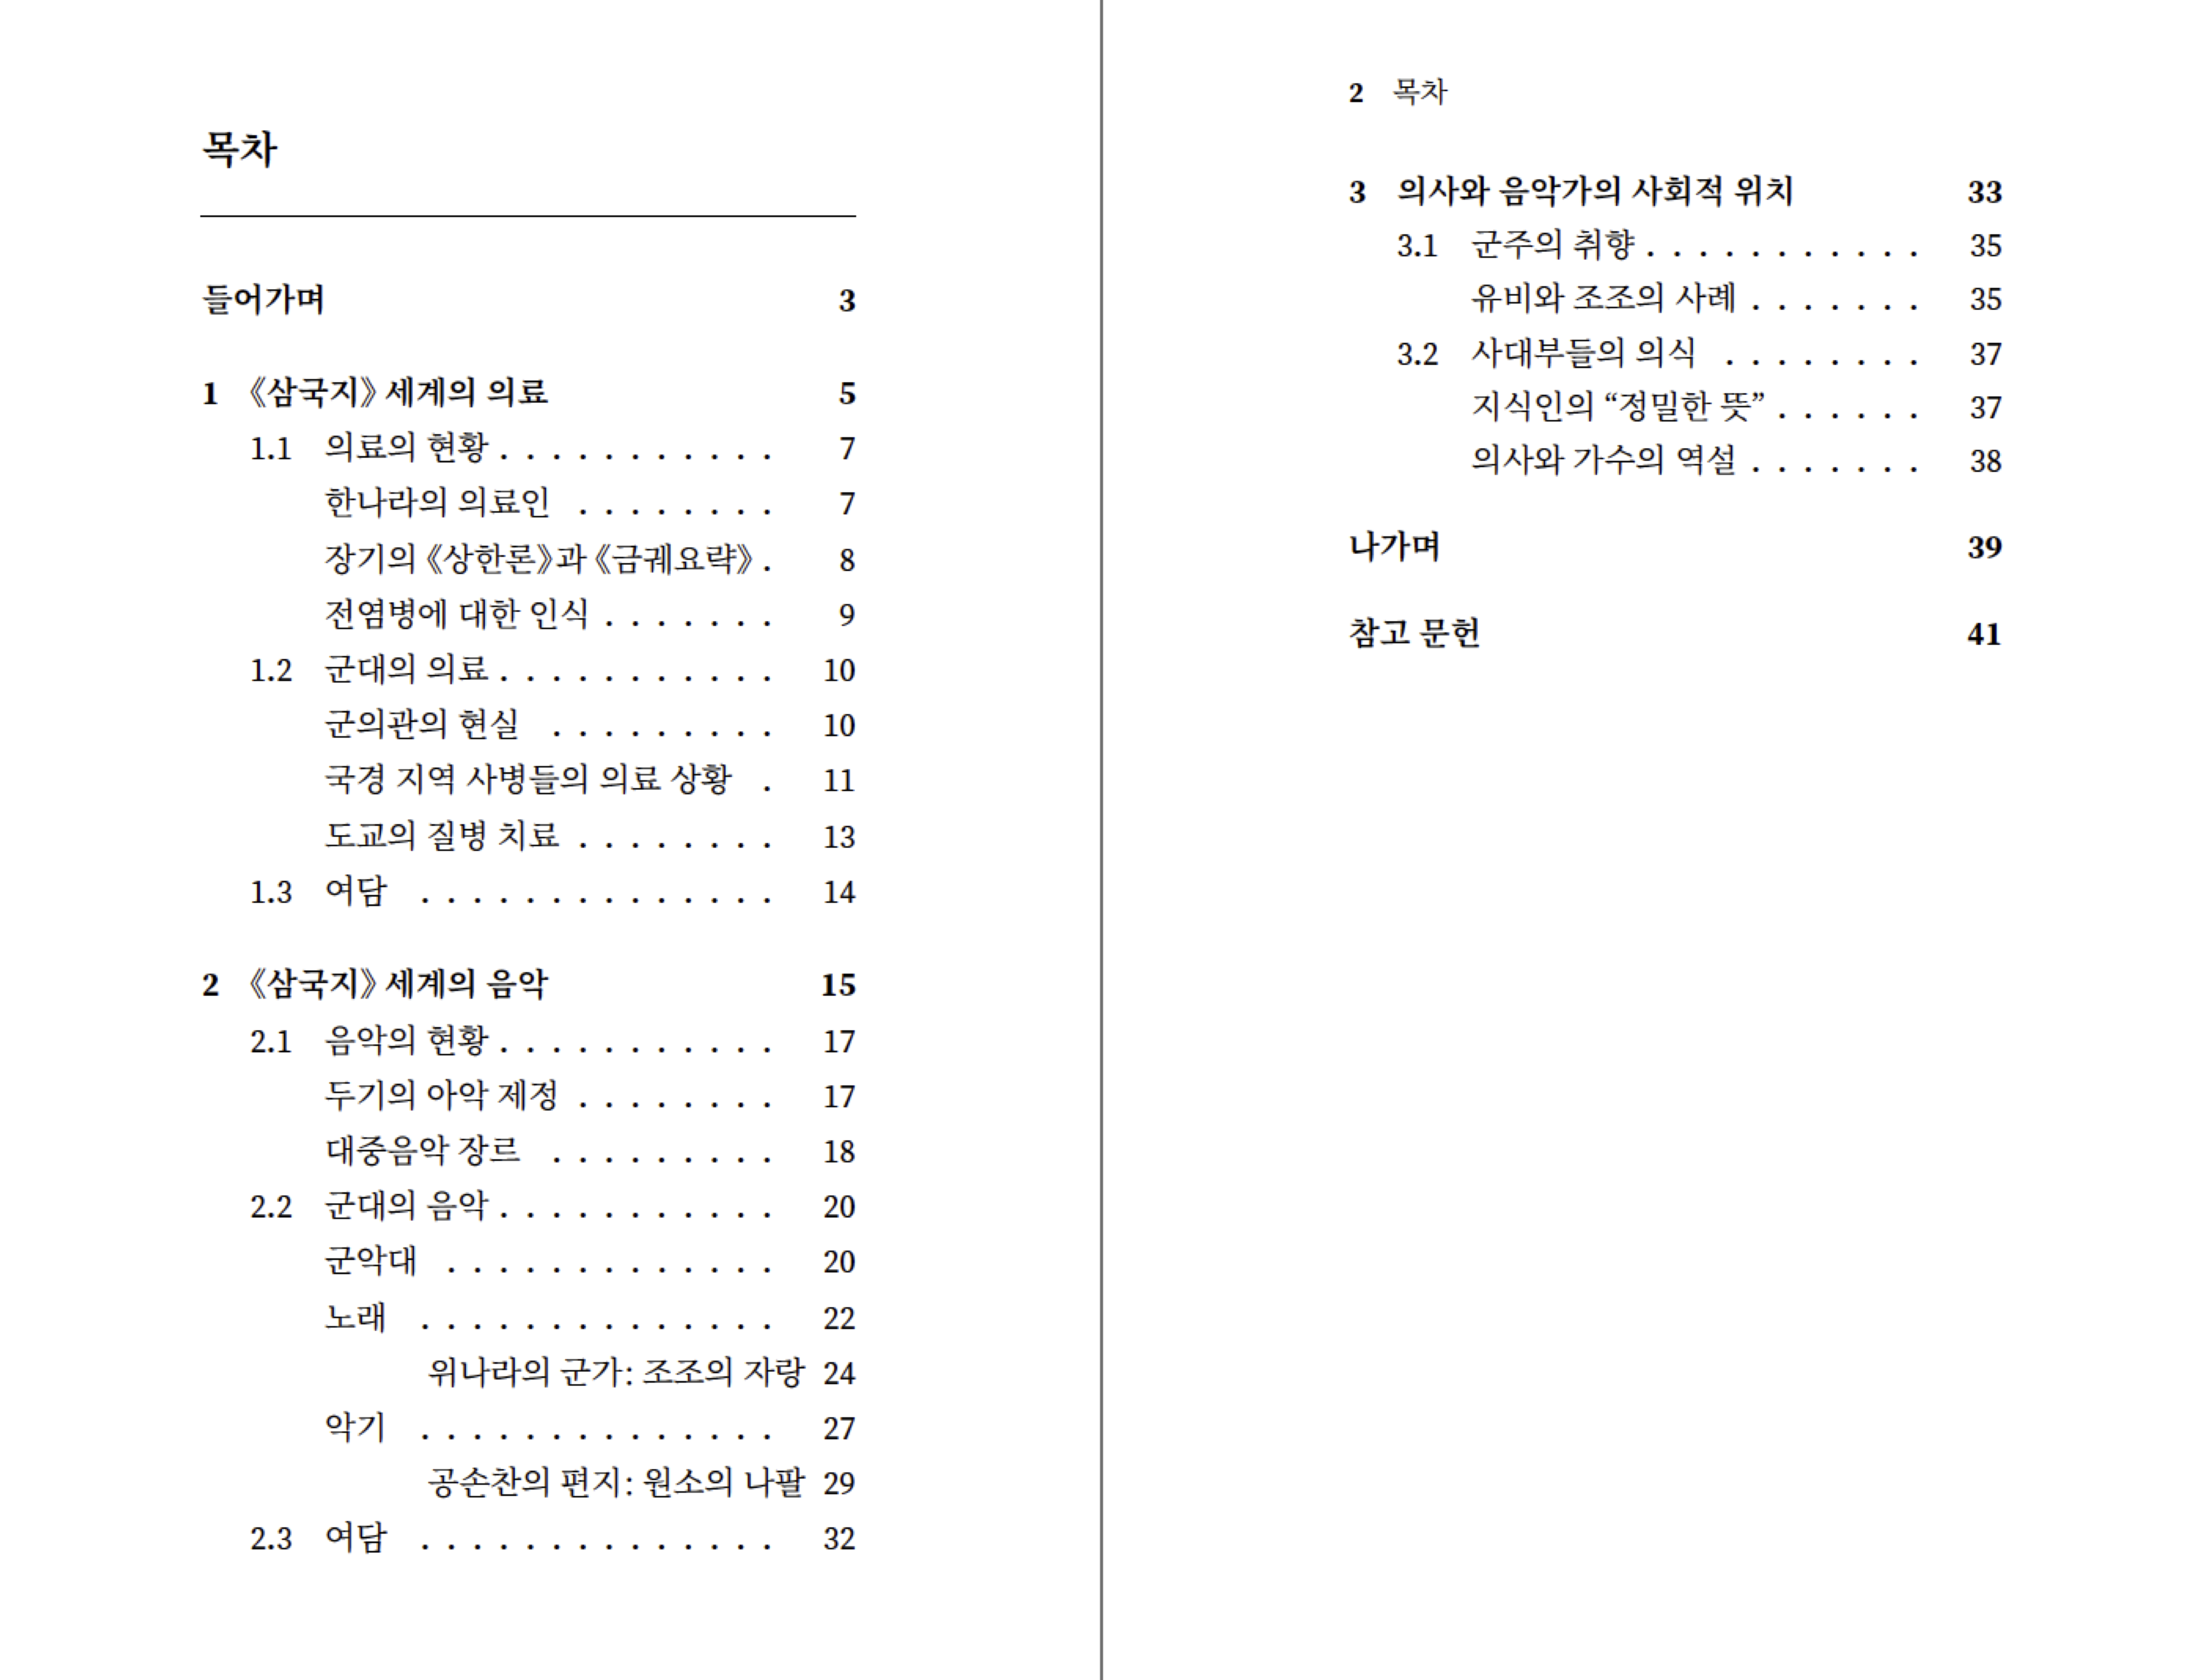 목차
들어가며 3
1 《삼국지》 세계의 의료 5
1.1 의료의 현황 . . . . . . . . . . . 7
한나라의 의료인 . . . . . . . . 7
장기의 《상한론》과 《금궤요략》 . 8
전염병에 대한 인식 . . . . . . . 9
1.2 군대의 의료 . . . . . . . . . . . 10
군의관의 현실 . . . . . . . . . 10
국경 지역 사병들의 의료 상황 . 11
도교의 질병 치료 . . . . . . . . 13
1.3 여담 . . . . . . . . . . . . . . 14
2 《삼국지》 세계의 음악 15
2.1 음악의 현황 . . . . . . . . . . . 17
두기의 아악 제정 . . . . . . . . 17
대중음악 장르 . . . . . . . . . 18
2.2 군대의 음악 . . . . . . . . . . . 20
군악대 . . . . . . . . . . . . . 20
노래 . . . . . . . . . . . . . . 22
위나라의 군가: 조조의 자랑 24
악기 . . . . . . . . . . . . . . 27
공손찬의 편지: 원소의 나팔 29
2.3 여담 . . . . . . . . . . . . . . 32
2 목차
3 의사와 음악가의 사회적 위치 33
3.1 군주의 취향 . . . . . . . . . . . 35
유비와 조조의 사례 . . . . . . . 35
3.2 사대부들의 의식 . . . . . . . . 37
지식인의 “정밀한 뜻” . . . . . . 37
의사와 가수의 역설 . . . . . . . 38
나가며 39
참고 문헌 41